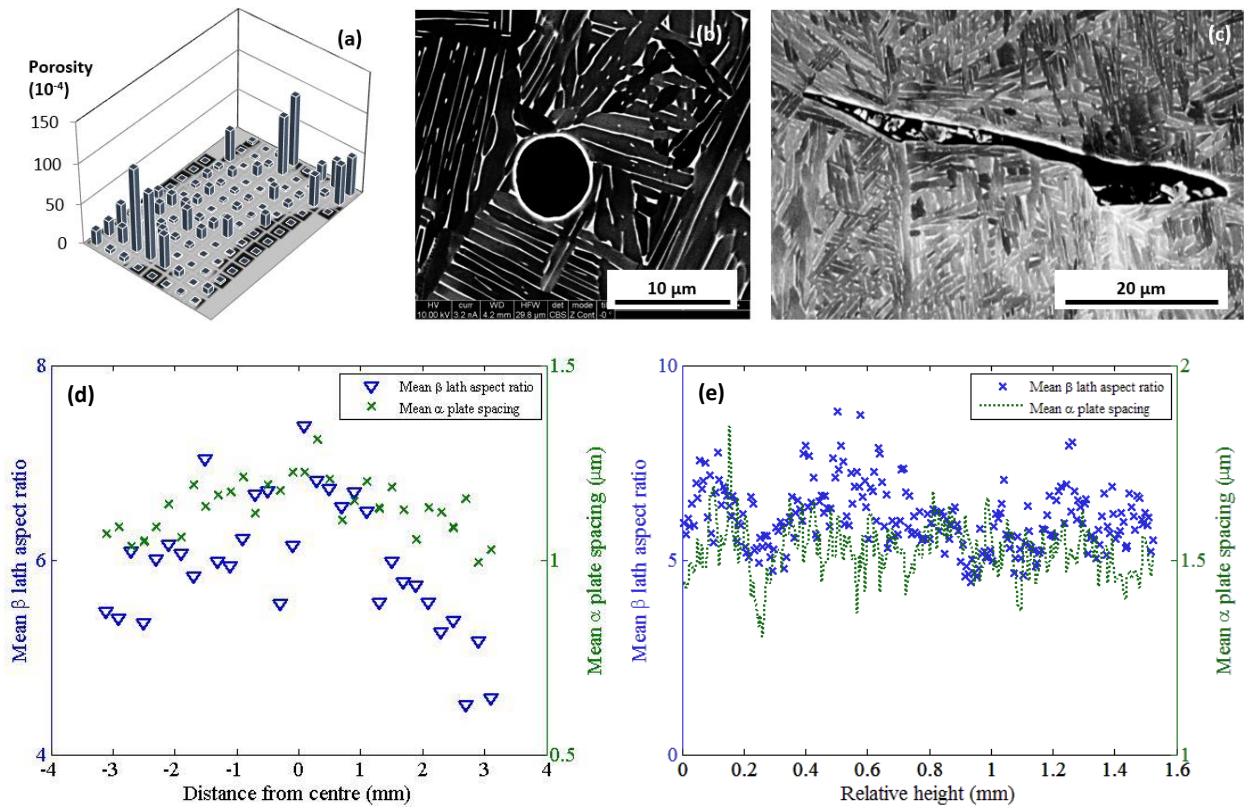 (a)
Porosity
(10-4)
150
100
50
0
(b)
HV curr WD HFW det mode
10.00 kV 3.2 nA 4.2 mm 29.8 µm CBS Z Cont
10 µm
(c)
20 µm
(d)
Mean β lath aspect ratio
Mean α plate spacing
8
6
4
Mean β lath aspect ratio
1.5
1
0.5
Mean α plate spacing (µm)
-4 -3 -2 -1 0 1 2 3 4
Distance from centre (mm)
(e)
Mean β lath aspect ratio
Mean α plate spacing
10
5
0
Mean β lath aspect ratio
2
1.5
1
Mean α plate spacing (µm)
0 0.2 0.4 0.6 0.8 1 1.2 1.4 1.6
Relative height (mm)